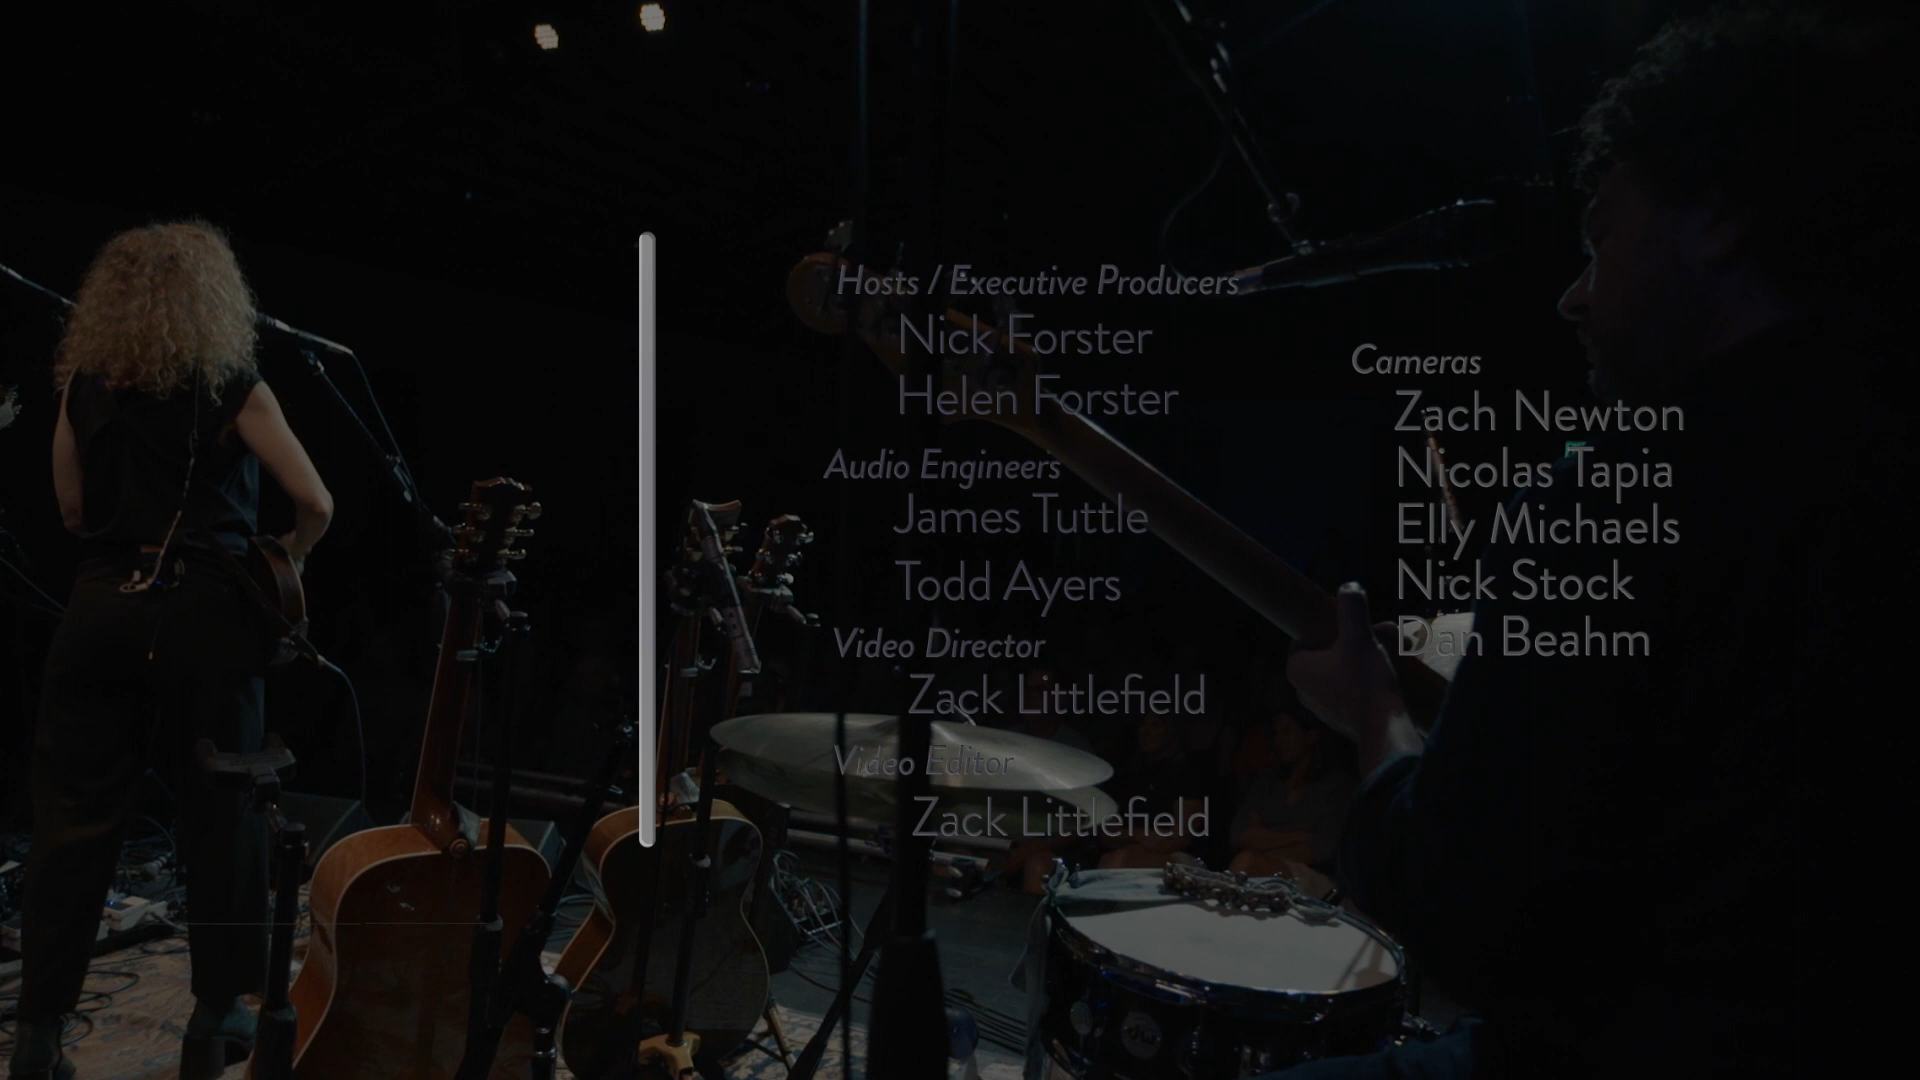 Hosts / Executive Producers
Nick Forster
Helen Forster
Audio Engineers
James Tuttle
Todd Ayers
Video Director
Zack Littlefield
Video Editor
Zack Littlefield
Cameras
Zach Newton
Nicolas Tapia
Elly Michaels
Nick Stock
Dan Beahm